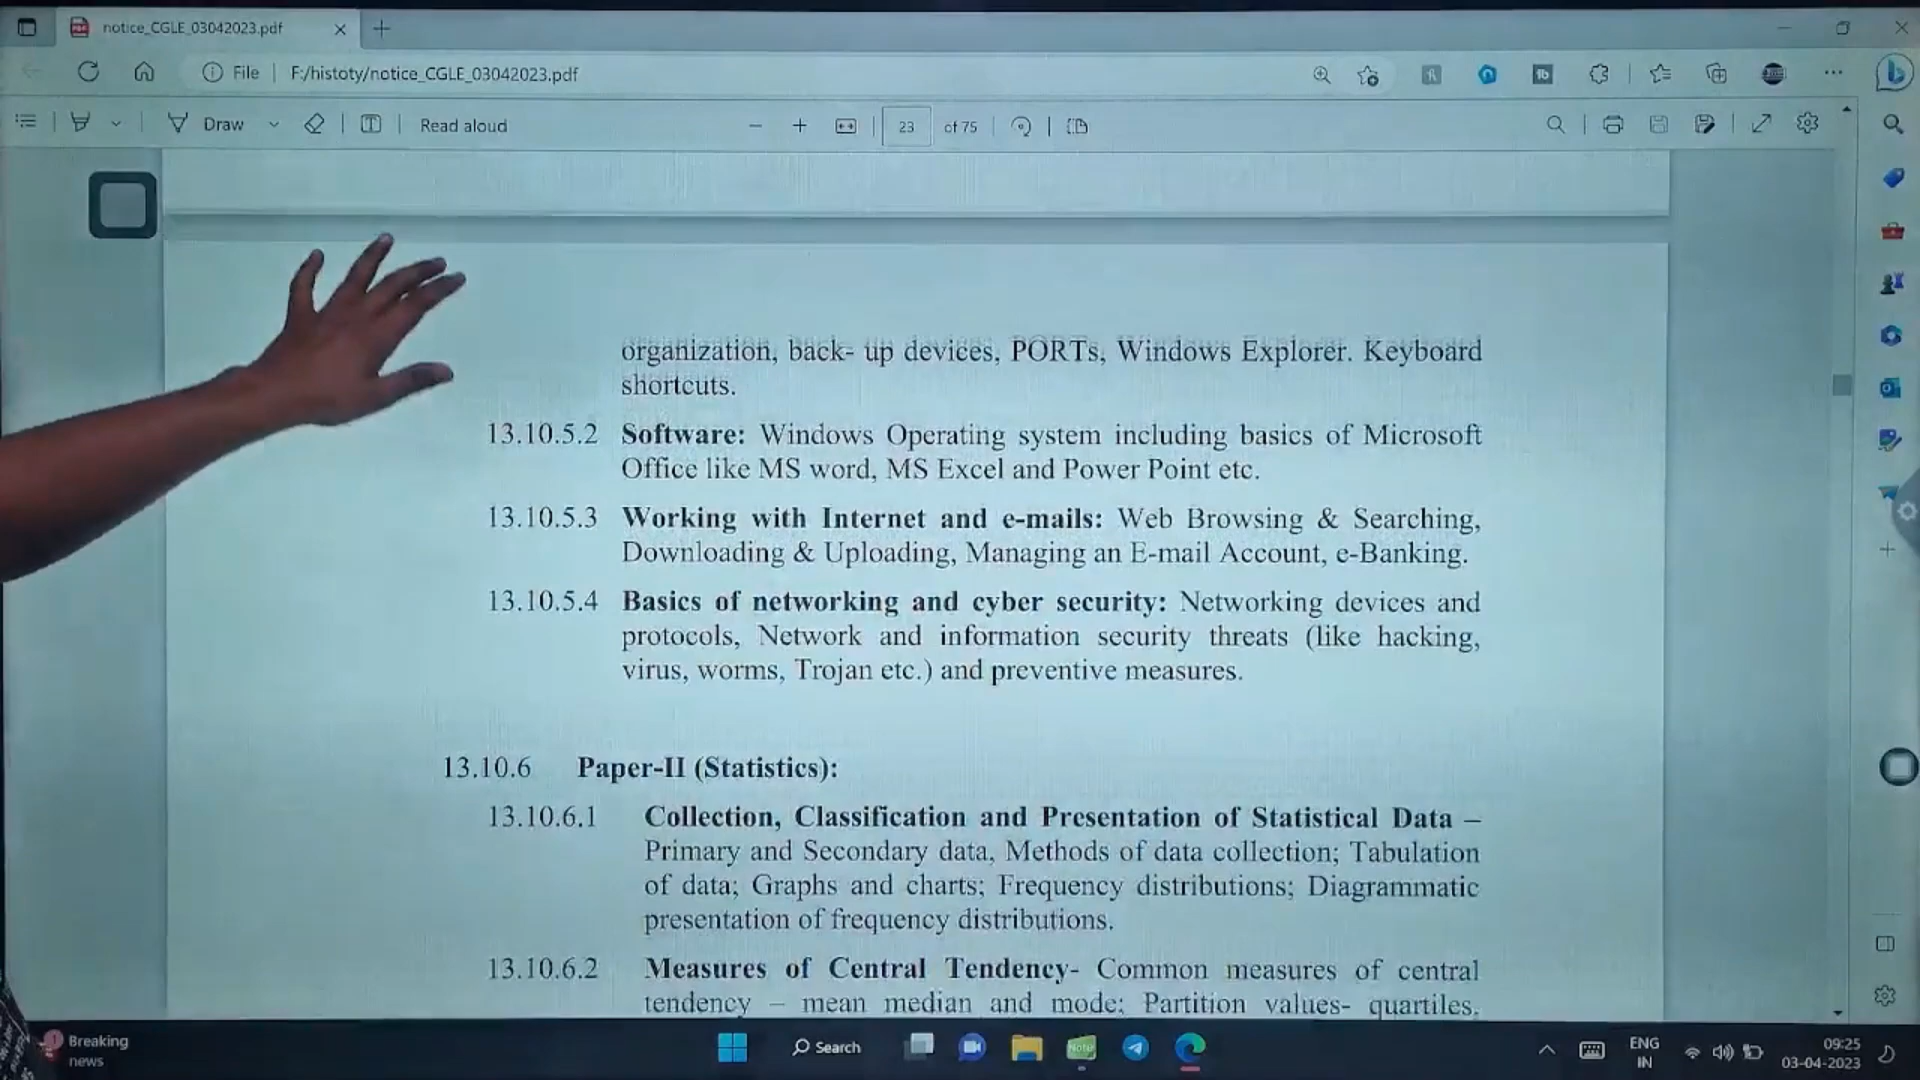 notice_CGLE_03042023.pdf
File F:/histoty/notice_CGLE_03042023.pdf
Draw Read aloud 23 of 75
organization, back- up devices, PORTs, Windows Explorer. Keyboard
shortcuts.
13.10.5.2 Software: Windows Operating system including basics of Microsoft
Office like MS word, MS Excel and Power Point etc.
13.10.5.3 Working with Internet and e-mails: Web Browsing & Searching,
Downloading & Uploading, Managing an E-mail Account, e-Banking.
13.10.5.4 Basics of networking and cyber security: Networking devices and
protocols, Network and information security threats (like hacking,
virus, worms, Trojan etc.) and preventive measures.
13.10.6 Paper-II (Statistics):
13.10.6.1 Collection, Classification and Presentation of Statistical Data –
Primary and Secondary data, Methods of data collection; Tabulation
of data; Graphs and charts; Frequency distributions; Diagrammatic
presentation of frequency distributions.
13.10.6.2 Measures of Central Tendency- Common measures of central
tendency – mean median and mode; Partition values- quartiles,
Breaking
news
Search
ENG
IN
09:25
03-04-2023